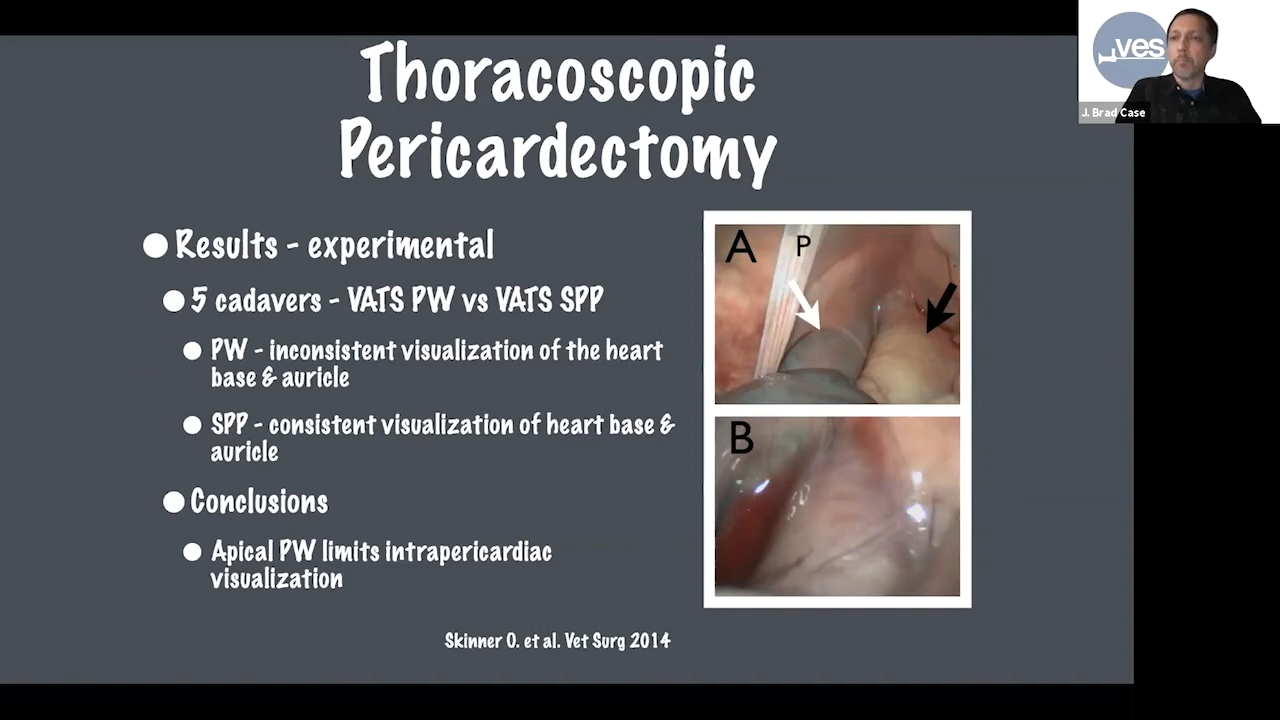 Thoracoscopic
Pericardectomy
Results - experimental
5 cadavers - VATS PW vs VATS SPP
PW - inconsistent visualization of the heart
base & auricle
SPP - consistent visualization of heart base &
auricle
Conclusions
Apical PW limits intrapericardiac
visualization
Skinner O. et al. Vet Surg 2014
A
P
B
ves
J. Brad Case